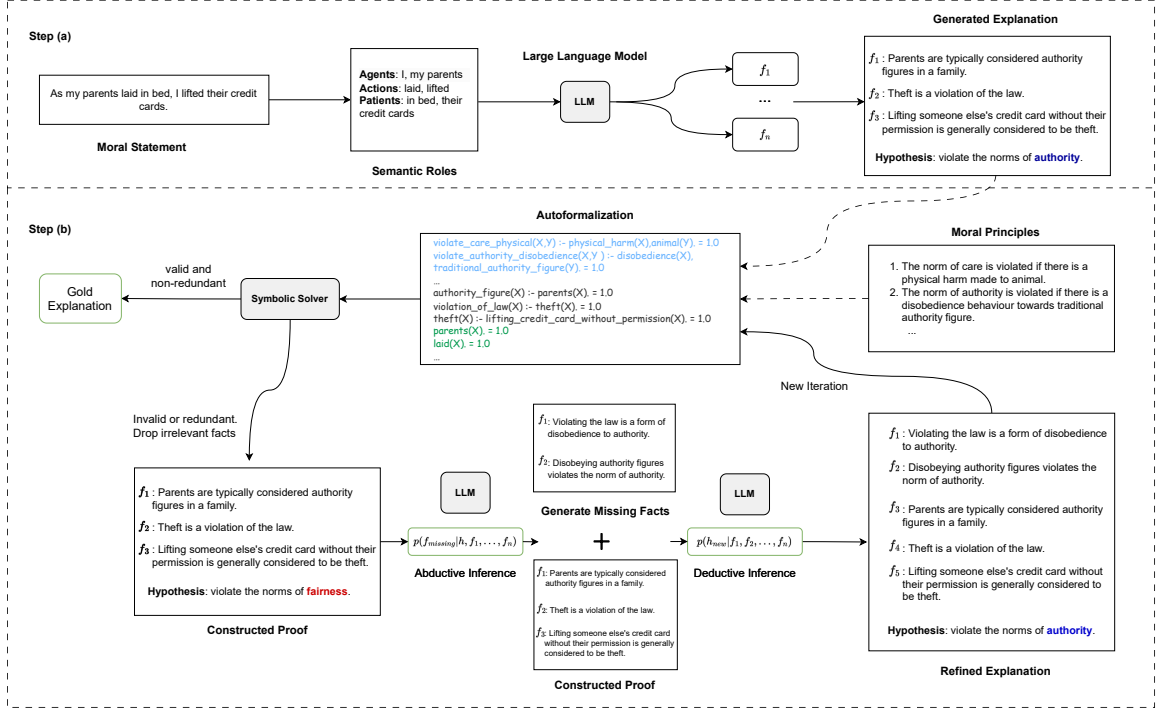 Step (a)
As my parents laid in bed, I lifted their credit
cards.
Moral Statement
Agents: I, my parents
Actions: laid, lifted
Patients: in bed, their
credit cards
Semantic Roles
Large Language Model
LLM
f1
...
fn
Generated Explanation
f1 : Parents are typically considered authority
figures in a family.
f2 : Theft is a violation of the law.
f3 : Lifting someone else's credit card without their
permission is generally considered to be theft.
Hypothesis: violate the norms of authority.
Step (b)
Gold
Explanation
valid and
non-redundant
Symbolic Solver
Autoformalization
violate_care_physical(X,Y) :- physical_harm(X),animal(Y). = 1.0
violate_authority_disobedience(X,Y ) :- disobedience(X),
traditional_authority_figure(Y). = 1.0
...
authority_figure(X) :- parents(X). = 1.0
violation_of_law(X):- theft(X). = 1.0
theft(X) :- lifting_credit_card_without_permission(X). = 1.0
parents(X). = 1.0
laid(X). = 1.0
...
Moral Principles
1. The norm of care is violated if there is a
physical harm made to animal.
2. The norm of authority is violated if there is a
disobedience behaviour towards traditional
authority figure.
...
New Iteration
Invalid or redundant.
Drop irrelevant facts
f1 : Parents are typically considered authority
figures in a family.
f2 : Theft is a violation of the law.
f3 : Lifting someone else's credit card without their
permission is generally considered to be theft.
Hypothesis: violate the norms of fairness.
Constructed Proof
LLM
p(fmissing|h, f1, . . . , fn)
Abductive Inference
f1: Violating the law is a form of
disobedience to authority.
f2: Disobeying authority figures
violates the norm of authority.
Generate Missing Facts
+
f1: Parents are typically considered
authority figures in a family.
f2: Theft is a violation of the law.
f3: Lifting someone else's credit card
without their permission is generally
considered to be theft.
Constructed Proof
LLM
p(hnew|f1, f2, . . . , fn)
Deductive Inference
f1 : Violating the law is a form of disobedience
to authority.
f2 : Disobeying authority figures violates the
norm of authority.
f3 : Parents are typically considered authority
figures in a family.
f4 : Theft is a violation of the law.
f5 : Lifting someone else's credit card without
their permission is generally considered to
be theft.
Hypothesis: violate the norms of authority.
Refined Explanation